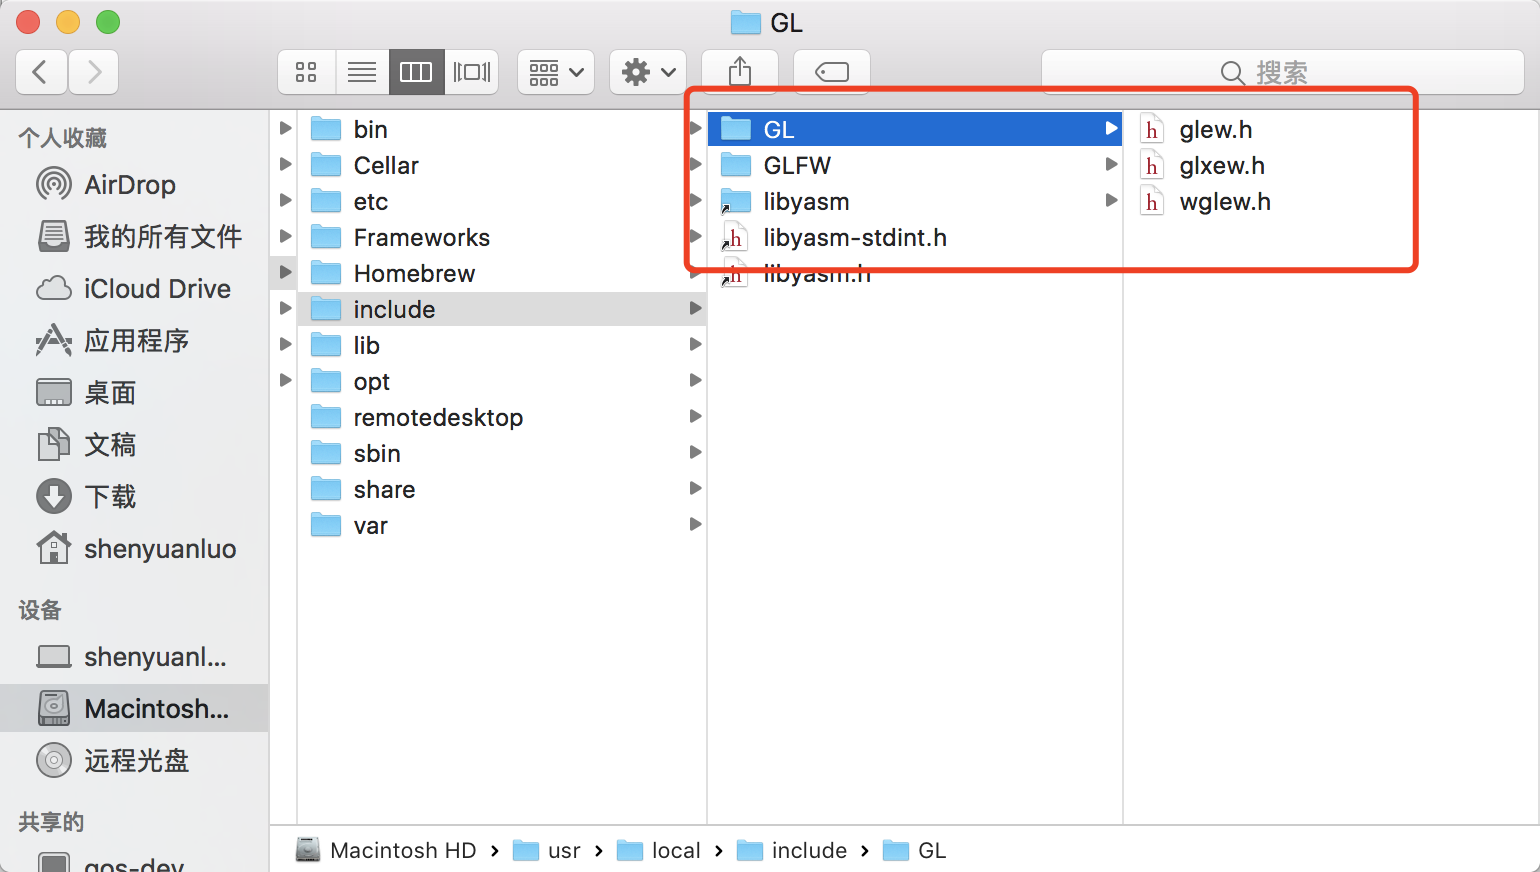 GL
搜索
个人收藏
AirDrop
我的所有文件
iCloud Drive
应用程序
桌面
文稿
下载
shenyuanluo
设备
shenyuanl...
Macintosh...
远程光盘
共享的
qos-dev
bin
Cellar
etc
Frameworks
Homebrew
include
lib
opt
remotedesktop
sbin
share
var
GL
GLFW
libyasm
libyasm-stdint.h
libyasm.h
glew.h
glxew.h
wglew.h
Macintosh HD › usr › local › include › GL